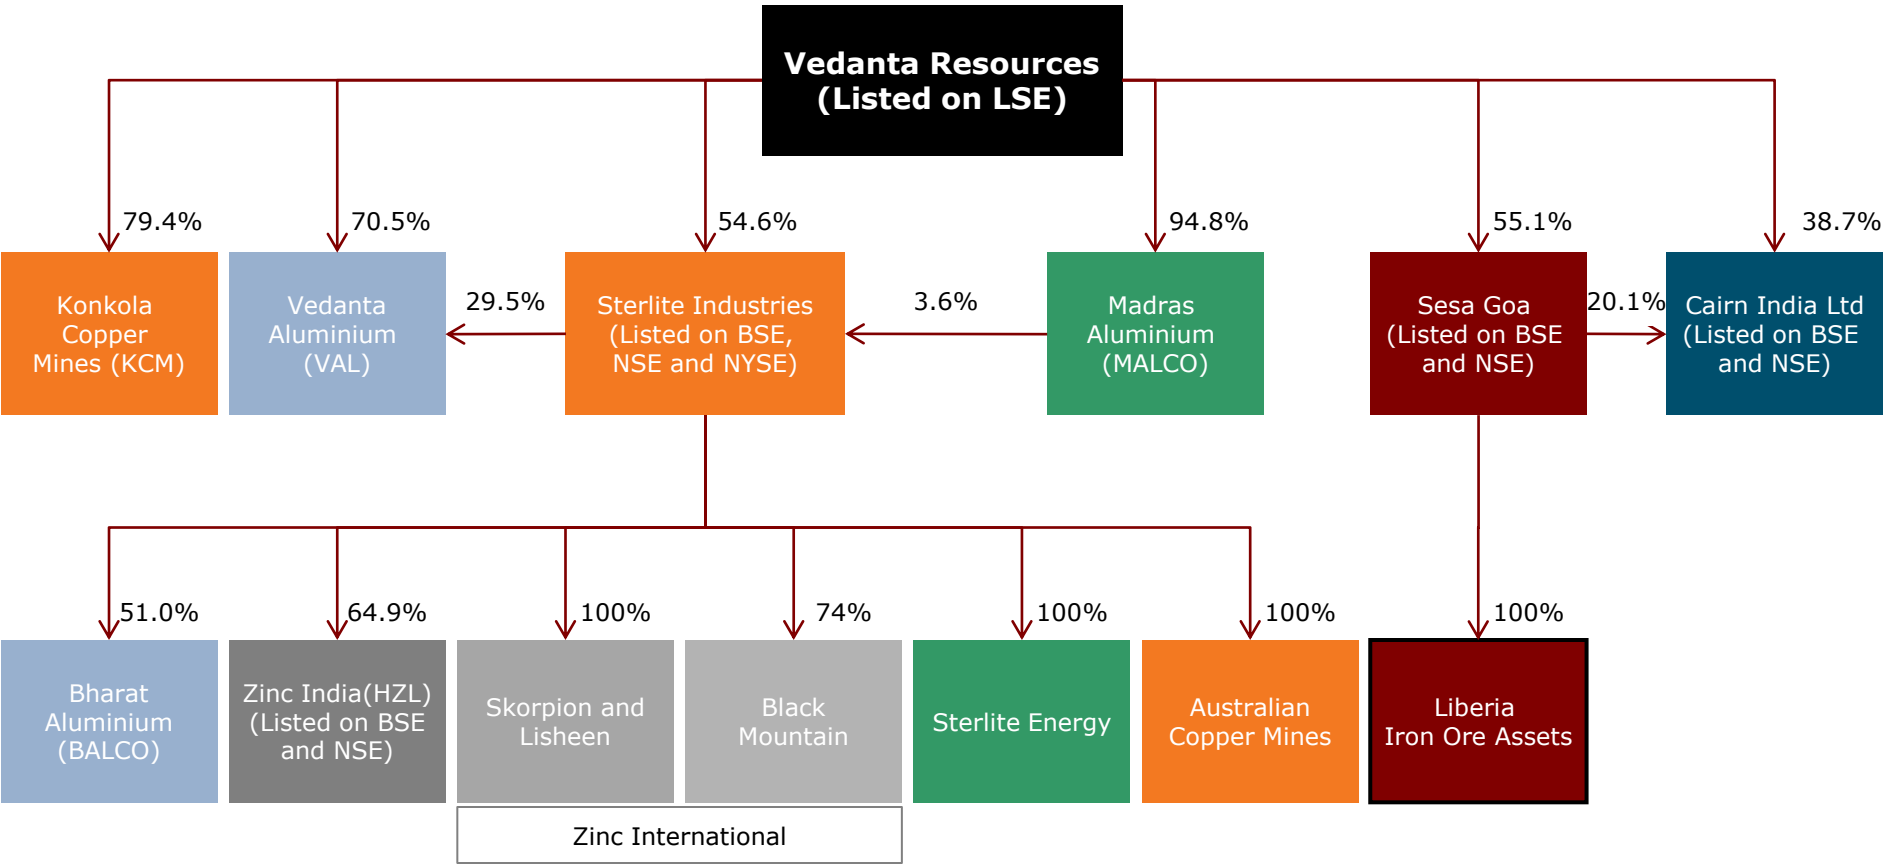 Vedanta Resources
(Listed on LSE)
79.4%
70.5%
54.6%
94.8%
55.1%
38.7%
Konkola
Copper
Mines (KCM)
Vedanta
Aluminium
(VAL)
29.5%
Sterlite Industries
(Listed on BSE,
NSE and NYSE)
3.6%
Madras
Aluminium
(MALCO)
Sesa Goa
(Listed on BSE
and NSE)
20.1%
Cairn India Ltd
(Listed on BSE
and NSE)
51.0%
64.9%
100%
74%
100%
100%
100%
Bharat
Aluminium
(BALCO)
Zinc India(HZL)
(Listed on BSE
and NSE)
Skorpion and
Lisheen
Black
Mountain
Sterlite Energy
Australian
Copper Mines
Liberia
Iron Ore Assets
Zinc International